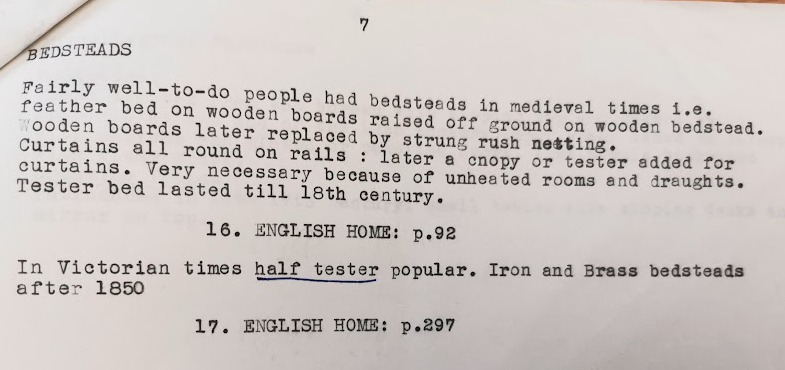 7
BEDSTEADS
Fairly well-to-do people had bedsteads in medieval times i.e.
feather bed on wooden boards raised off ground on wooden bedstead.
Wooden boards later replaced by strung rush netting.
Curtains all round on rails : later a cnopy or tester added for
curtains. Very necessary because of unheated rooms and draughts.
Tester bed lasted till 18th century.
16. ENGLISH HOME: p.92
In Victorian times half tester popular. Iron and Brass bedsteads
after 1850
17. ENGLISH HOME: p.297